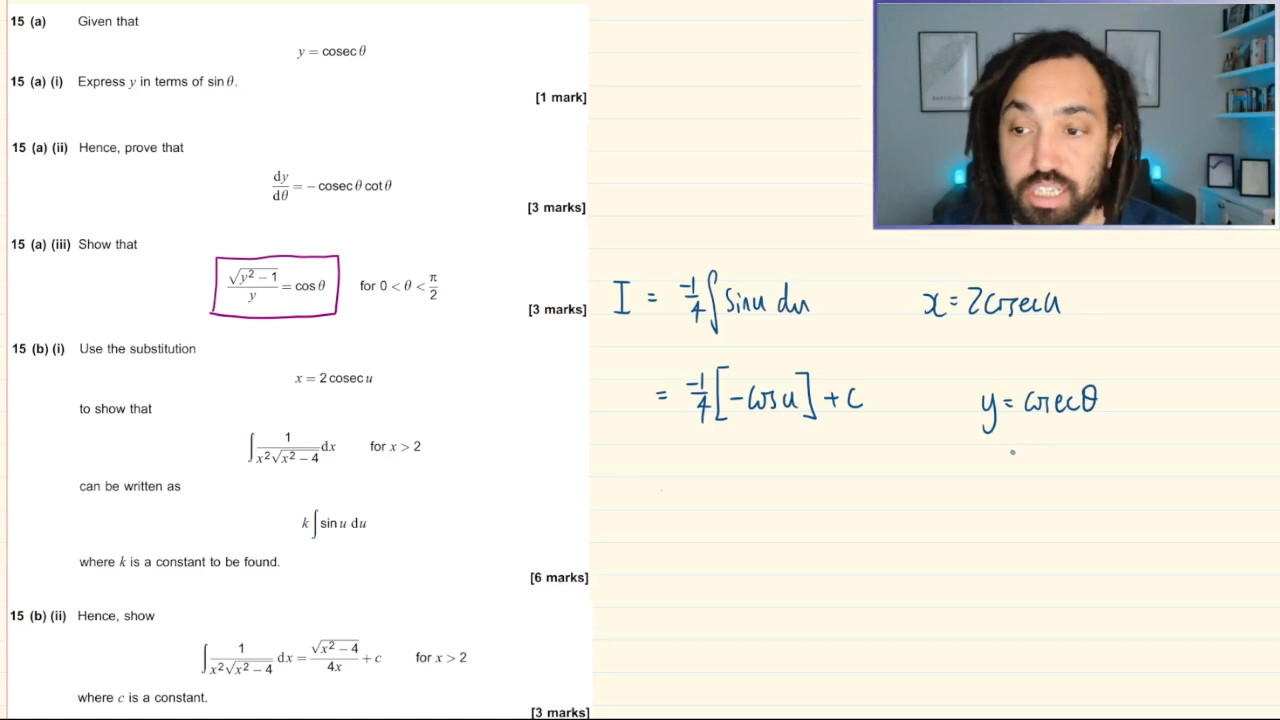 15 (a) Given that
y = cosec θ
15 (a) (i) Express y in terms of sin θ.
[1 mark]
15 (a) (ii) Hence, prove that
dy/dθ = − cosec θ cot θ
[3 marks]
15 (a) (iii) Show that
√(y² − 1)/y = cos θ for 0 < θ < π/2
[3 marks]
15 (b) (i) Use the substitution
x = 2 cosec u
to show that
∫ 1/(x²√(x² − 4)) dx for x > 2
can be written as
k ∫ sin u du
where k is a constant to be found.
[6 marks]
15 (b) (ii) Hence, show
∫ 1/(x²√(x² − 4)) dx = √(x² − 4)/4x + c for x > 2
where c is a constant.
[3 marks]
I = -1/4 ∫ sin u du x = 2 cosec u
= -1/4 [-cos u] + c y = cosec θ